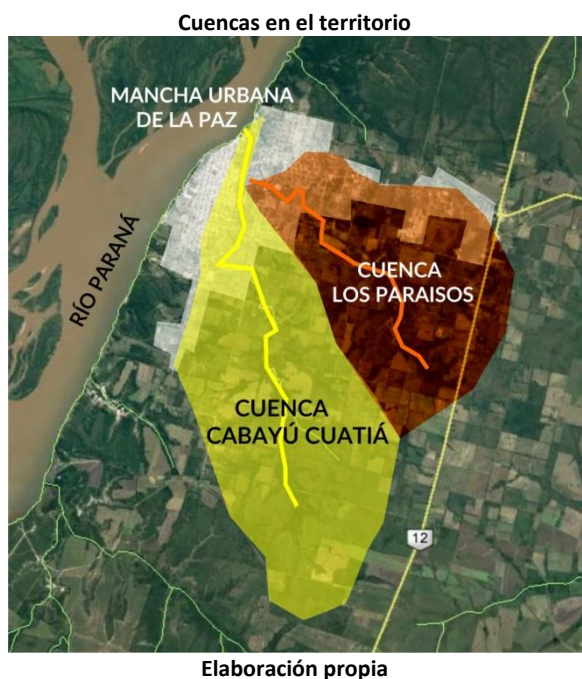 Cuencas en el territorio
MANCHA URBANA
DE LA PAZ
RÍO PARANÁ
CUENCA
LOS PARAISOS
CUENCA
CABAYÚ CUATIÁ
12
Elaboración propia